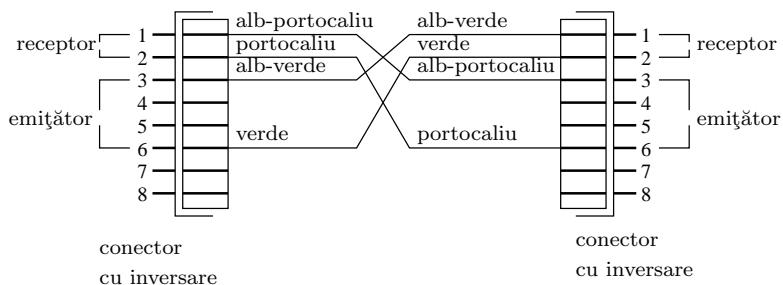 alb-portocaliu alb-verde
receptor 1 portocaliu verde 1 receptor
2 alb-verde alb-portocaliu 2
3 3
emiţător 4 4 emiţător
5 5
6 verde portocaliu 6
7 7
8 8
conector conector
cu inversare cu inversare